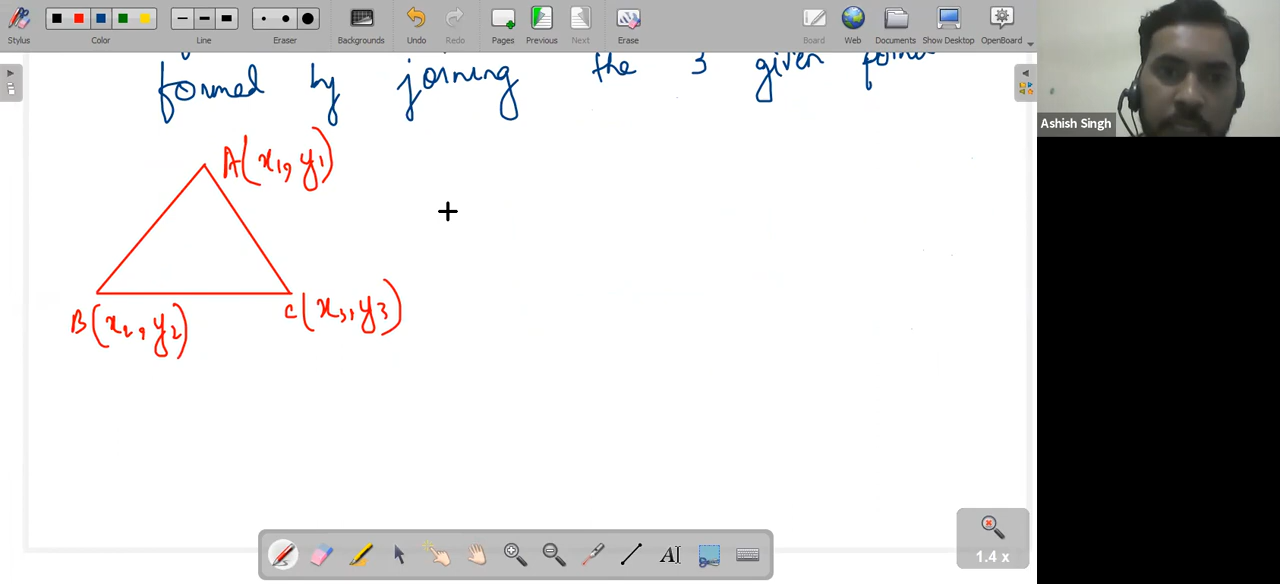 Stylus Color Line Eraser Backgrounds Undo Redo Pages Previous Next Erase Board Web Documents Show Desktop OpenBoard
formed by joining the 3 given
A(x₁, y₁)
B(x₂, y₂)
C(x₃, y₃)
Ashish Singh
AI
1.4 x